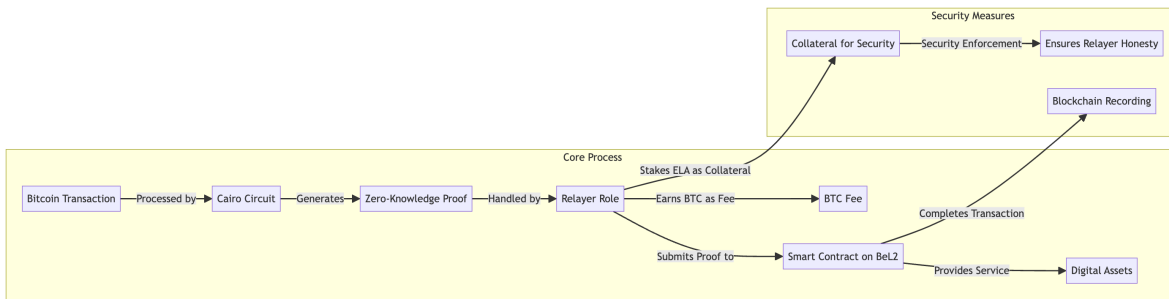 Security Measures
Collateral for Security
Security Enforcement
Ensures Relayer Honesty
Blockchain Recording
Core Process
Stakes ELA as Collateral
Bitcoin Transaction
Processed by
Cairo Circuit
Generates
Zero-Knowledge Proof
Handled by
Relayer Role
Earns BTC as Fee
BTC Fee
Completes Transaction
Submits Proof to
Smart Contract on BeL2
Provides Service
Digital Assets